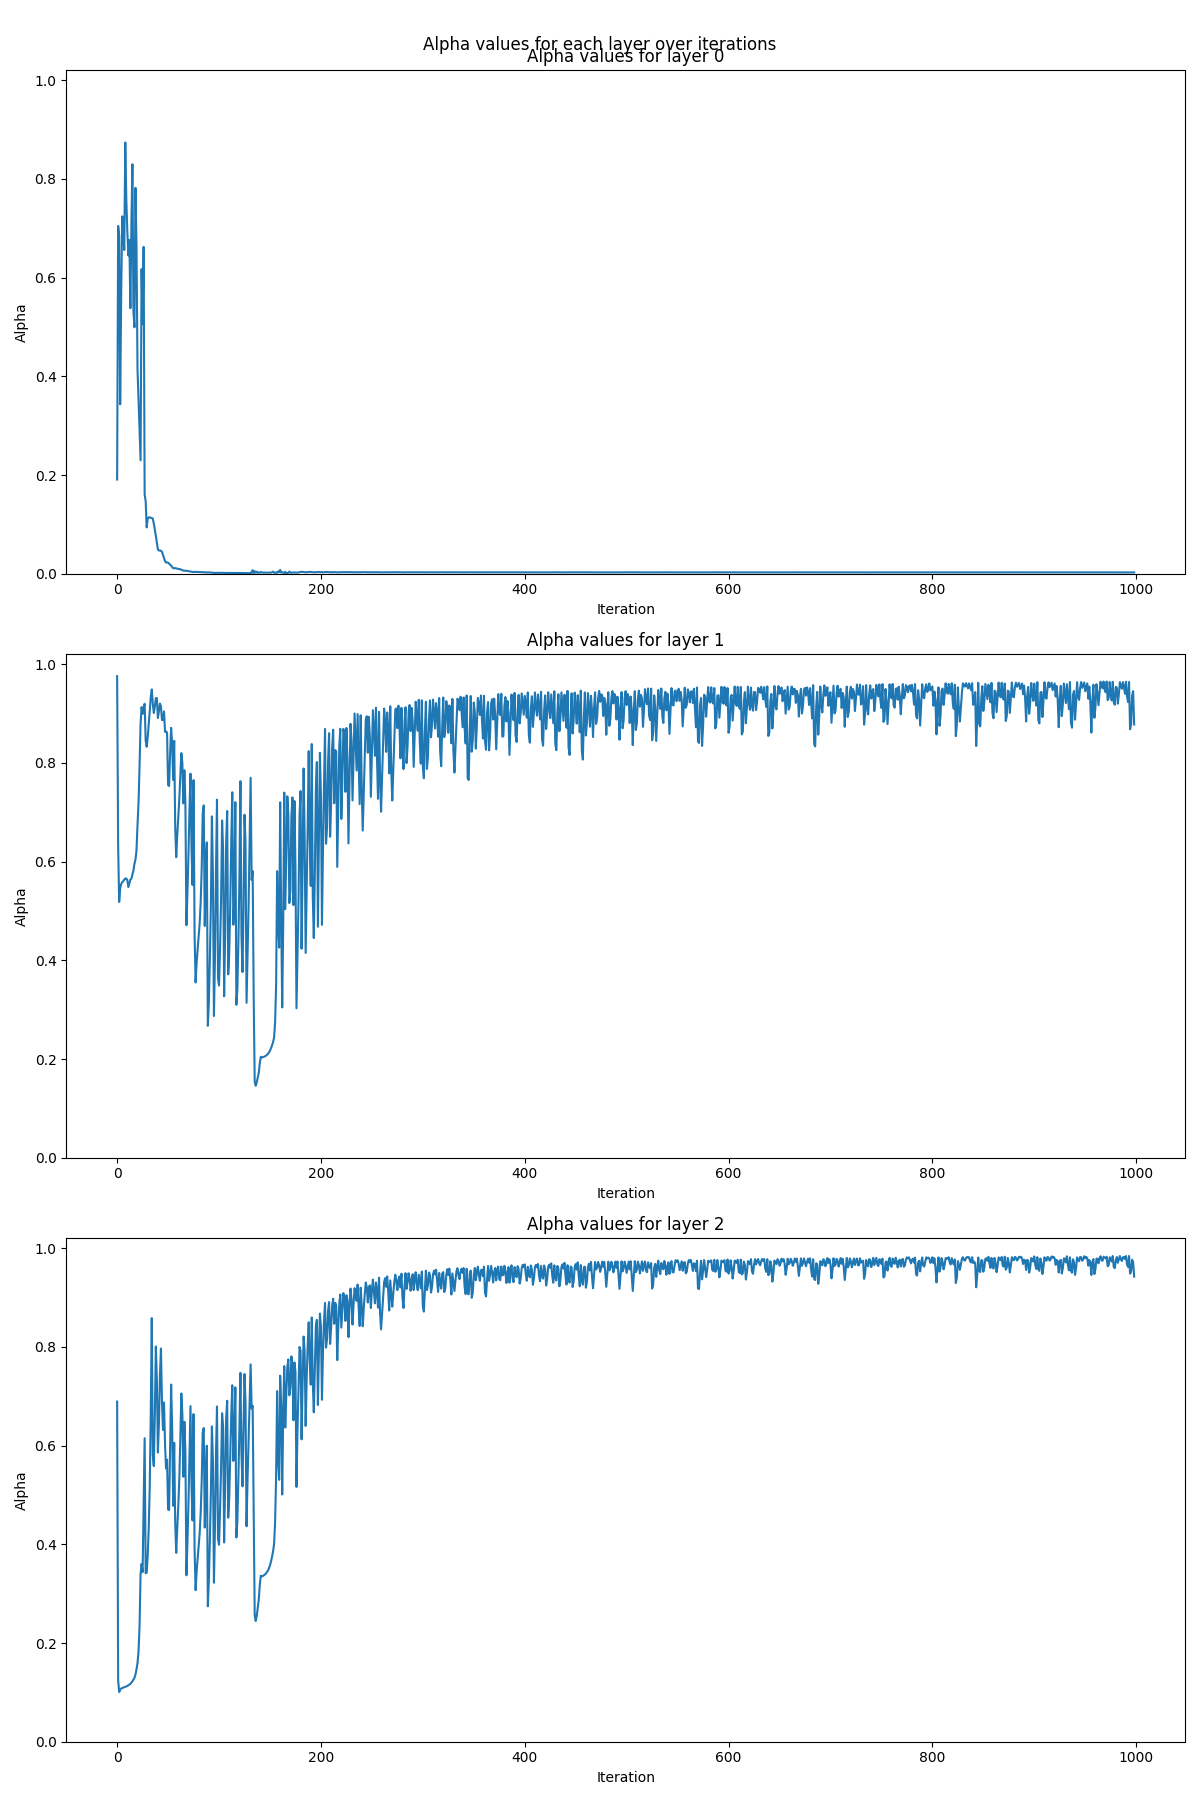 Alpha values for each layer over iterations
Alpha values for layer 0
1.0
0.8
0.6
0.4
0.2
0.0
Alpha
0 200 400 600 800 1000
Iteration
Alpha values for layer 1
1.0
0.8
0.6
0.4
0.2
0.0
Alpha
0 200 400 600 800 1000
Iteration
Alpha values for layer 2
1.0
0.8
0.6
0.4
0.2
0.0
Alpha
0 200 400 600 800 1000
Iteration